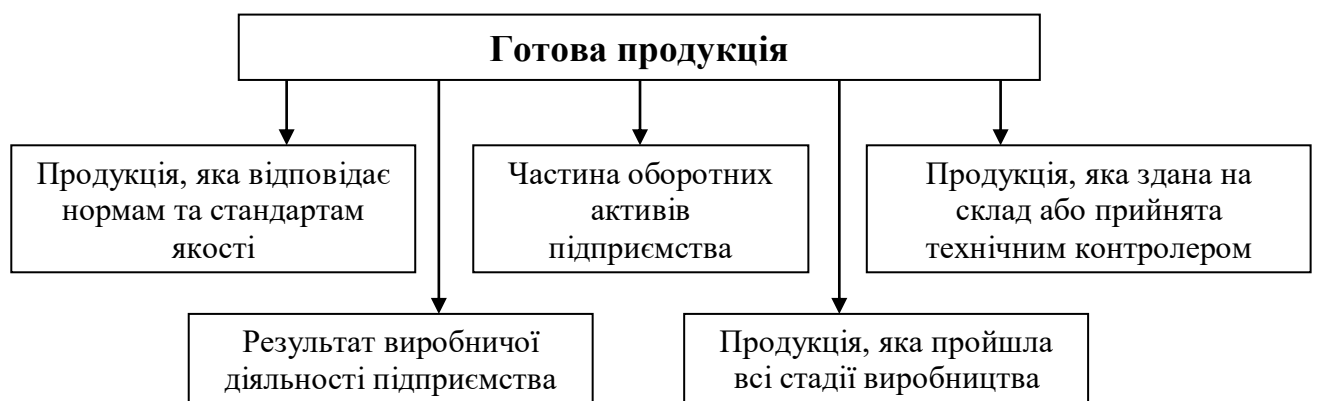 Готова продукція
Продукція, яка відповідає
нормам та стандартам
якості
Частина оборотних
активів
підприємства
Продукція, яка здана на
склад або прийнята
технічним контролером
Результат виробничої
діяльності підприємства
Продукція, яка пройшла
всі стадії виробництва